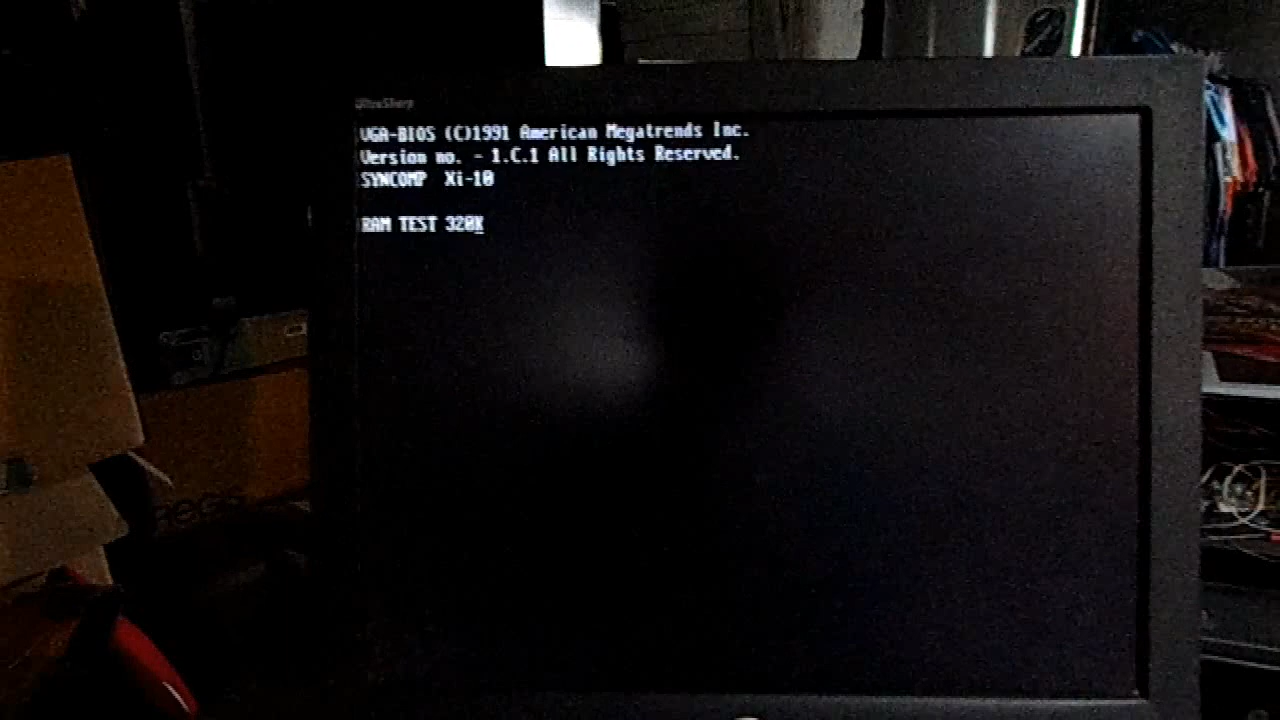 UltraSharp
VGA-BIOS (C)1991 American Megatrends Inc.
Version no. - 1.C.1 All Rights Reserved.
SYNCOMP Xi-10
RAM TEST 320K